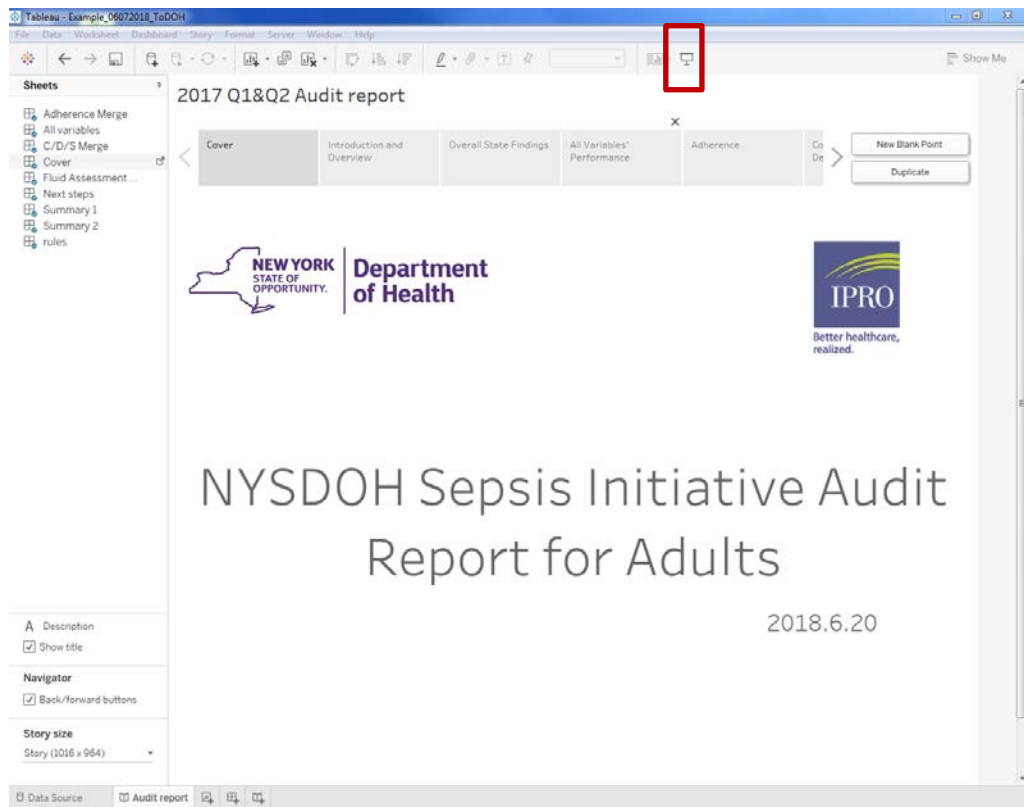 Tableau - Example_06072018_ToDOH
File Data Worksheet Dashboard Story Format Server Window Help
Show Me
Sheets
Adherence Merge
All variables
C/D/S Merge
Cover
Fluid Assessment ...
Next steps
Summary 1
Summary 2
rules
2017 Q1&Q2 Audit report
Cover
Introduction and
Overview
Overall State Findings
All Variables'
Performance
Adherence
Co
De
New Blank Point
Duplicate
NEW YORK
STATE OF
OPPORTUNITY.
Department
of Health
IPRO
Better healthcare,
realized.
NYSDOH Sepsis Initiative Audit
Report for Adults
2018.6.20
A Description
Show title
Navigator
Back/forward buttons
Story size
Story (1016 x 964)
Data Source
Audit report